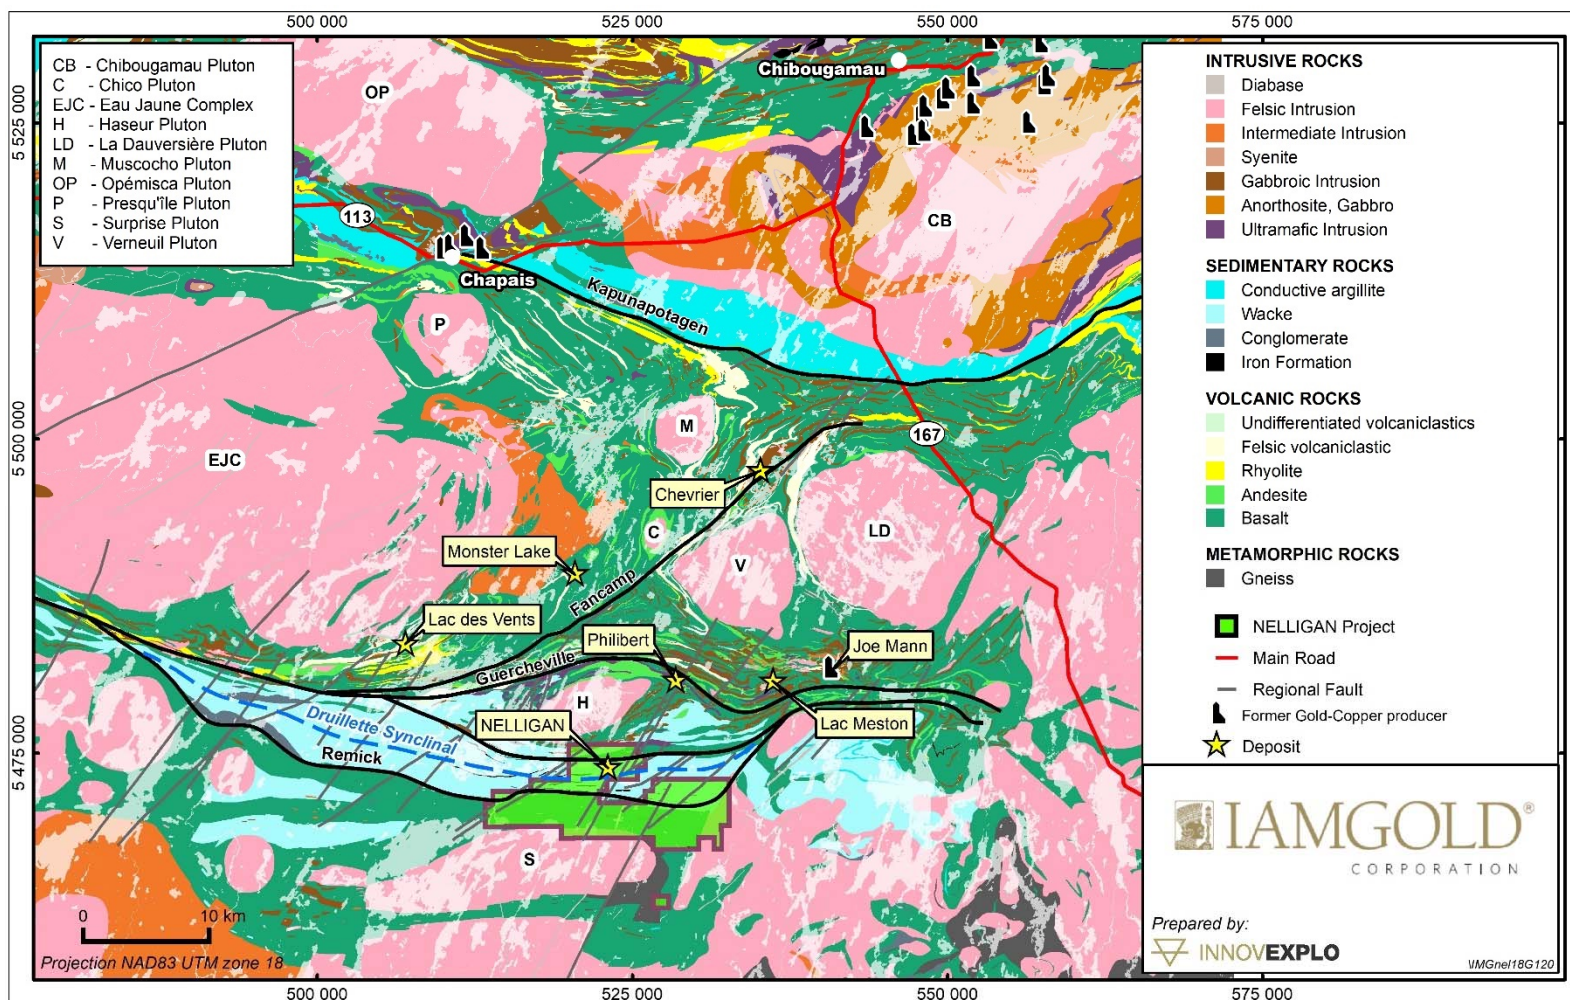 500 000
525 000
550 000
575 000
5 525 000
5 500 000
5 475 000
CB - Chibougamau Pluton
C - Chico Pluton
EJC - Eau Jaune Complex
H - Haseur Pluton
LD - La Dauversière Pluton
M - Muscocho Pluton
OP - Opémisca Pluton
P - Presqu'île Pluton
S - Surprise Pluton
V - Verneuil Pluton
OP
Chibougamau
113
CB
Chapais
Kapunapotagen
P
M
167
EJC
Chevrier
C
LD
Monster Lake
V
Fancamp
Lac des Vents
Philibert
Joe Mann
Guercheville
H
NELLIGAN
Lac Meston
Druillette Synclinal
Remick
S
0
10 km
Projection NAD83 UTM zone 18
INTRUSIVE ROCKS
Diabase
Felsic Intrusion
Intermediate Intrusion
Syenite
Gabbroic Intrusion
Anorthosite, Gabbro
Ultramafic Intrusion
SEDIMENTARY ROCKS
Conductive argillite
Wacke
Conglomerate
Iron Formation
VOLCANIC ROCKS
Undifferentiated volcaniclastics
Felsic volcaniclastic
Rhyolite
Andesite
Basalt
METAMORPHIC ROCKS
Gneiss
NELLIGAN Project
Main Road
Regional Fault
Former Gold-Copper producer
Deposit
IAMGOLD®
CORPORATION
Prepared by:
INNOVEXPLO
\IMGnel18G120
500 000
525 000
550 000
575 000